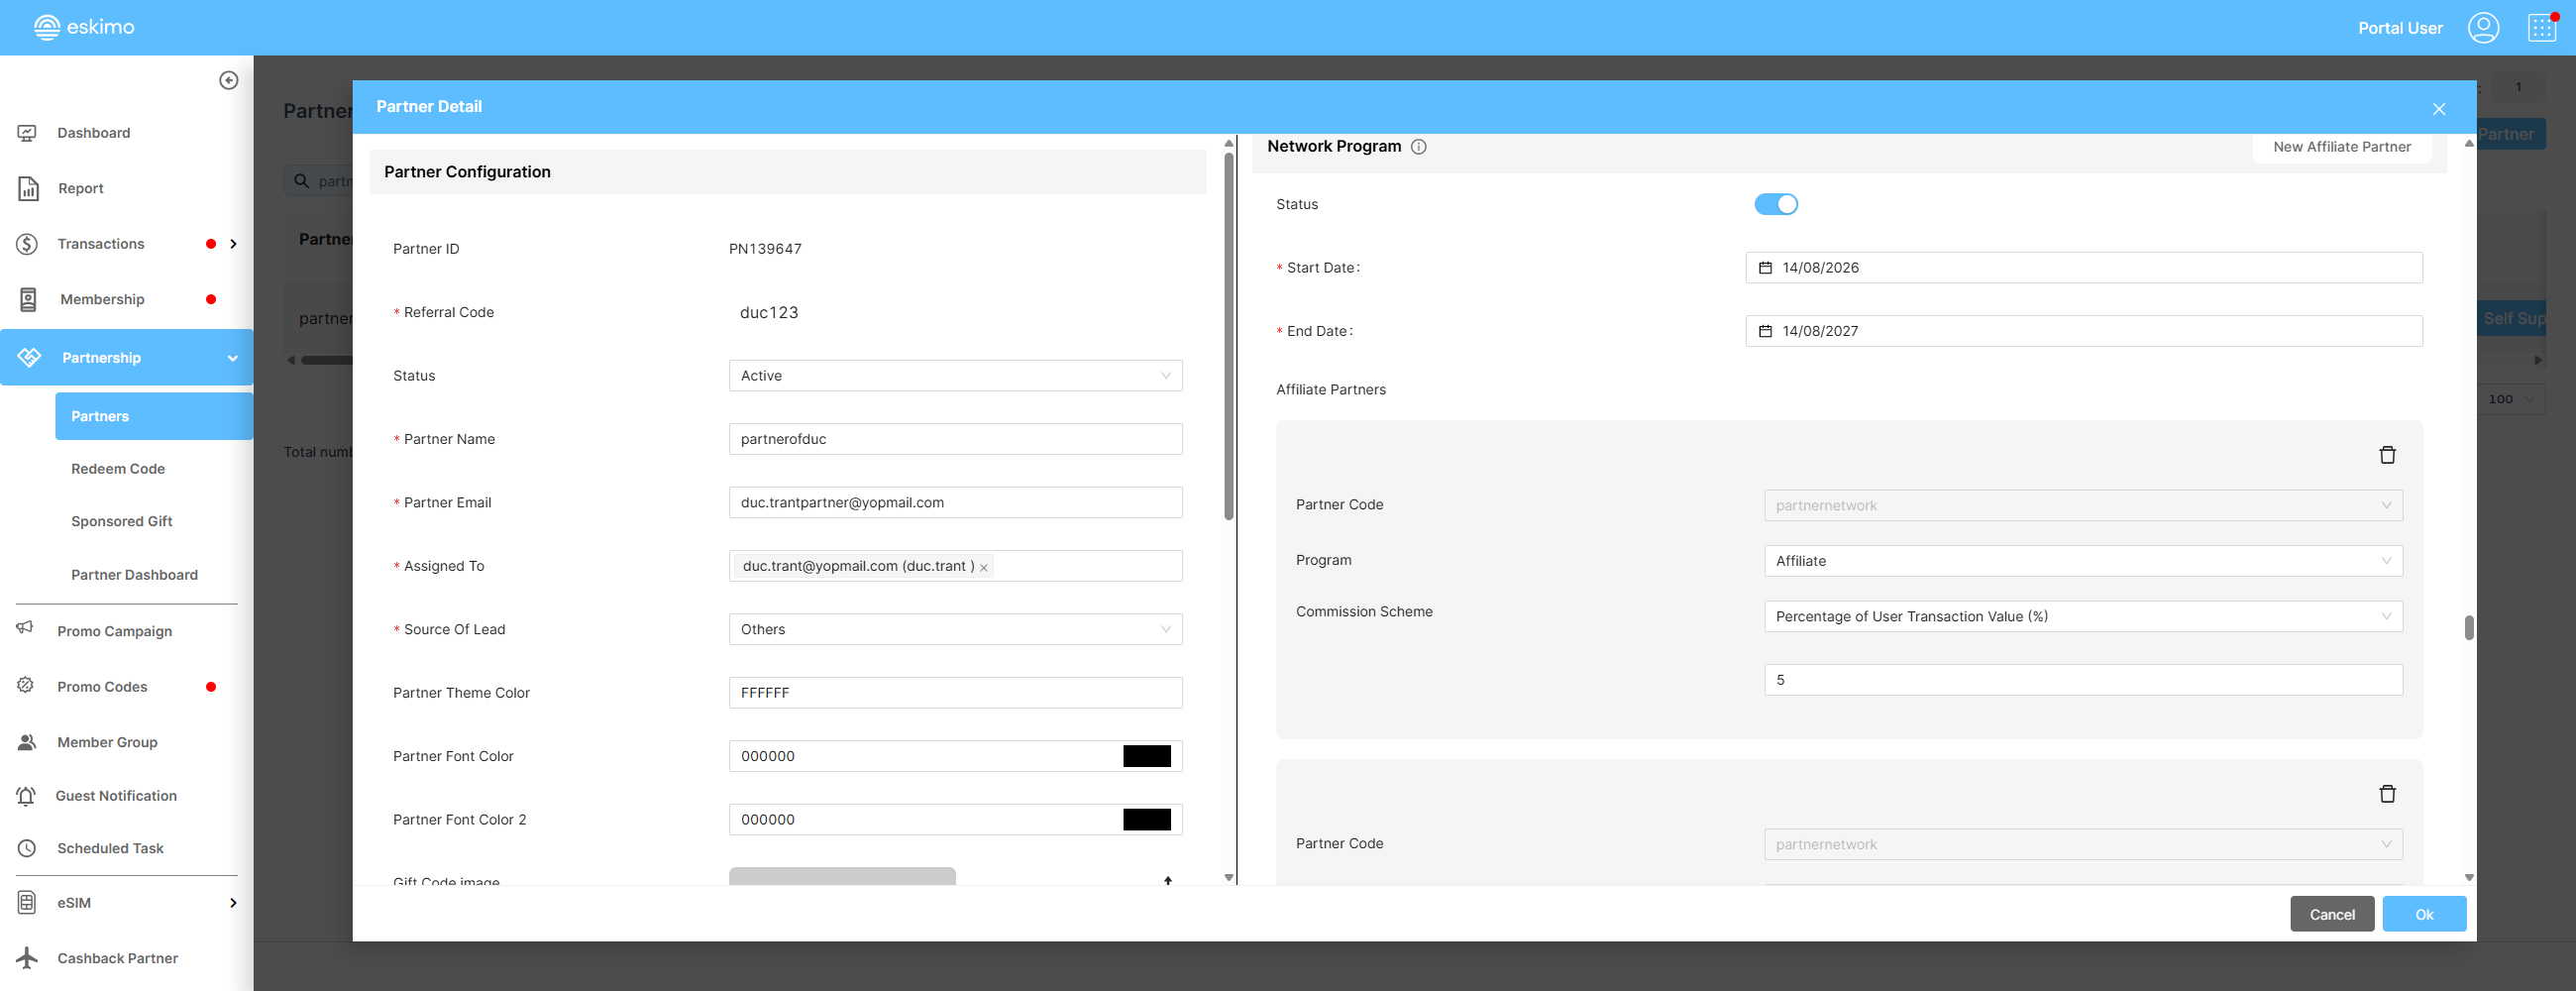 eskimo
Portal User
Dashboard
Report
Transactions
Membership
Partnership
Partners
Redeem Code
Sponsored Gift
Partner Dashboard
Promo Campaign
Promo Codes
Member Group
Guest Notification
Scheduled Task
eSIM
Cashback Partner
Partner
1
Partner
partn
Partner
partner
Self Sup
100
Total numb
Partner Detail
Partner Configuration
Partner ID
PN139647
* Referral Code
duc123
Status
Active
* Partner Name
partnerofduc
* Partner Email
duc.trantpartner@yopmail.com
* Assigned To
duc.trant@yopmail.com (duc.trant )
* Source Of Lead
Others
Partner Theme Color
FFFFFF
Partner Font Color
000000
Partner Font Color 2
000000
Gift Code image
Network Program
New Affiliate Partner
Status
* Start Date:
14/08/2026
* End Date:
14/08/2027
Affiliate Partners
Partner Code
partnernetwork
Program
Affiliate
Commission Scheme
Percentage of User Transaction Value (%)
5
Partner Code
partnernetwork
Cancel
Ok